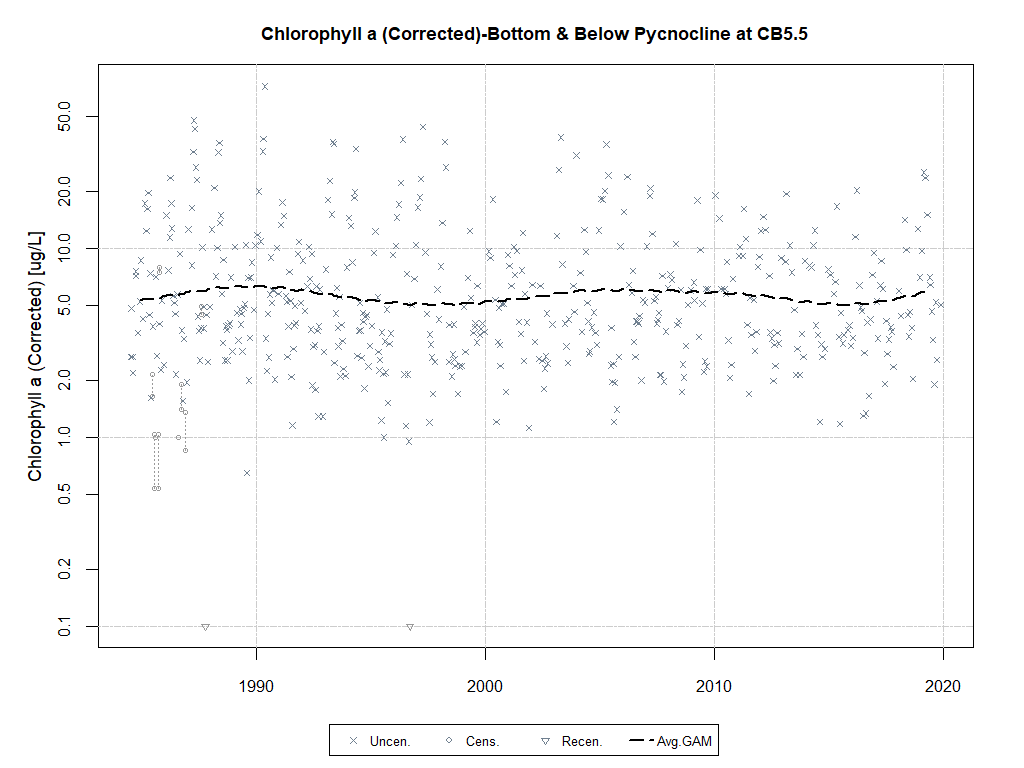 Chlorophyll a (Corrected)-Bottom & Below Pycnocline at CB5.5
Chlorophyll a (Corrected) [ug/L]
50.0
20.0
10.0
5.0
2.0
1.0
0.5
0.2
0.1
1990 2000 2010 2020
Uncen. Cens. Recen. Avg.GAM